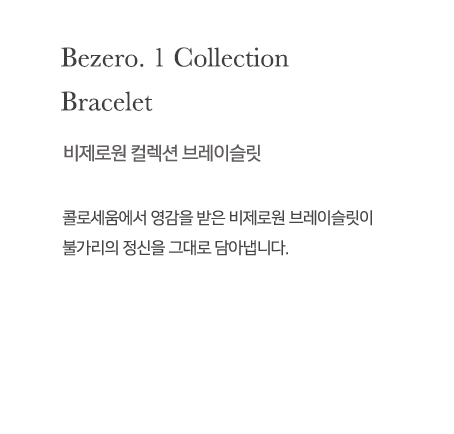 Bezero. 1 Collection
Bracelet
비제로원 컬렉션 브레이슬릿
콜로세움에서 영감을 받은 비제로원 브레이슬릿이
불가리의 정신을 그대로 담아냅니다.